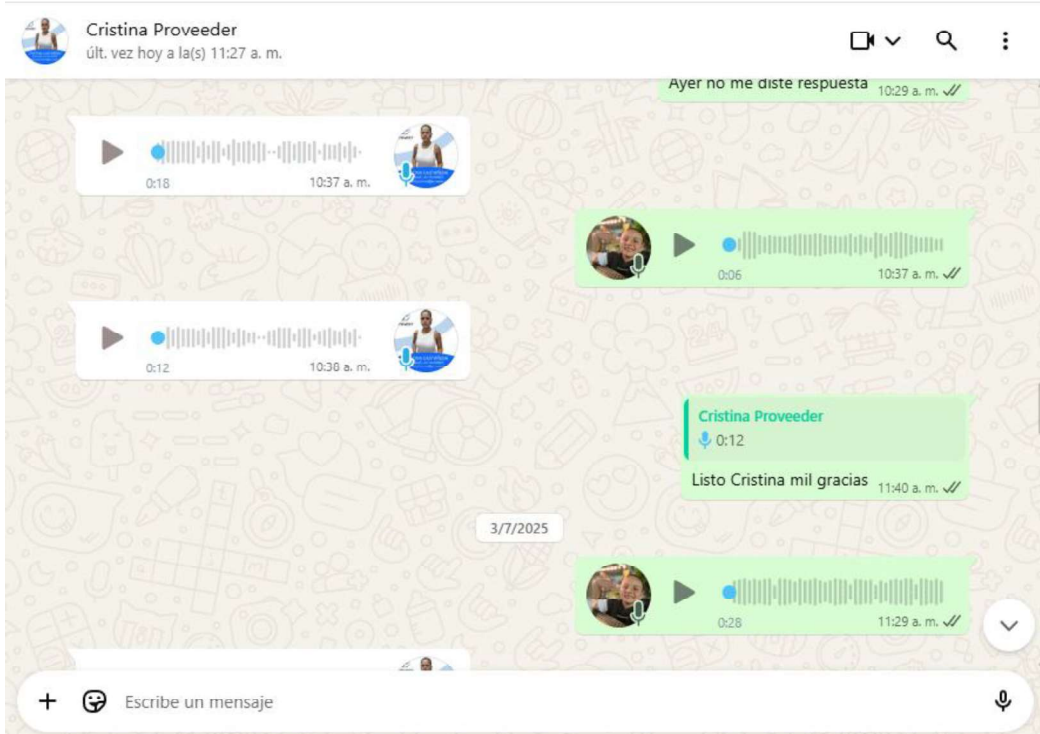 Cristina Proveeder
últ. vez hoy a la(s) 11:27 a. m.
Ayer no me diste respuesta 10:29 a. m.
0:18 10:37 a. m.
0:06 10:37 a. m.
0:12 10:38 a. m.
Cristina Proveeder
0:12
Listo Cristina mil gracias 11:40 a. m.
3/7/2025
0:28 11:29 a. m.
Escribe un mensaje